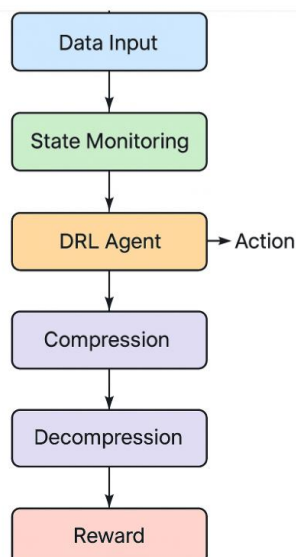 Data Input
State Monitoring
DRL Agent
Action
Compression
Decompression
Reward